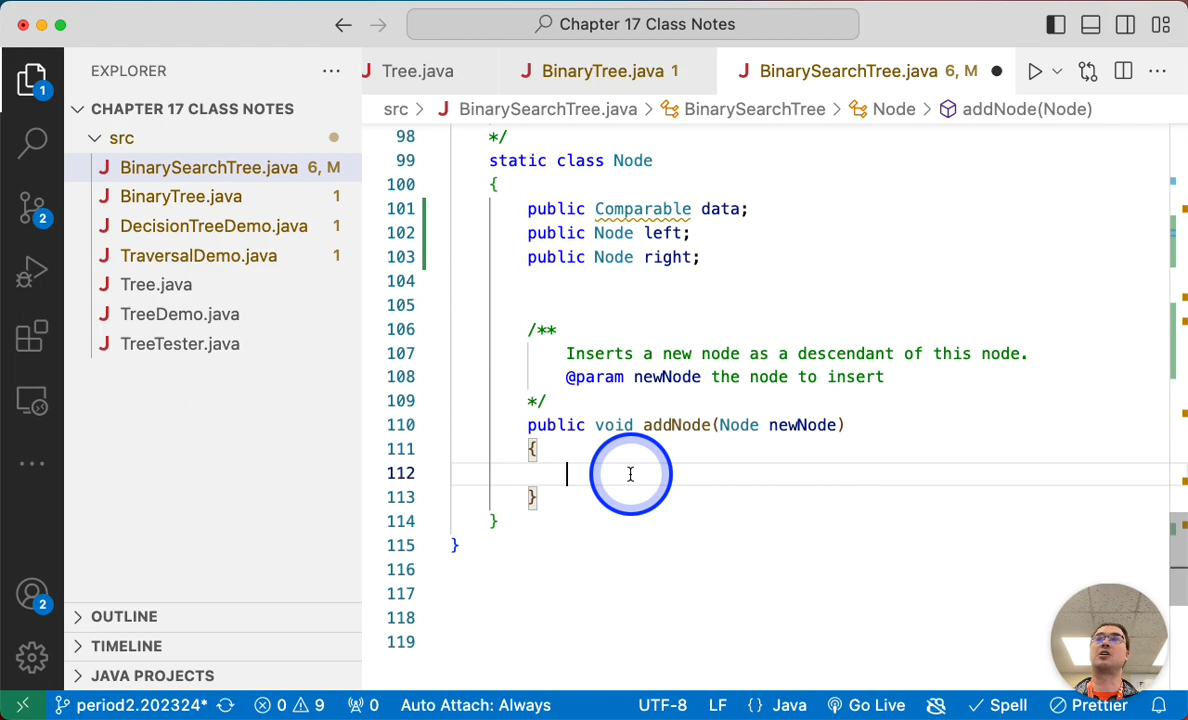 Chapter 17 Class Notes
EXPLORER
Tree.java
BinaryTree.java 1
BinarySearchTree.java 6, M
src > BinarySearchTree.java > BinarySearchTree > Node > addNode(Node)
CHAPTER 17 CLASS NOTES
src
BinarySearchTree.java 6, M
BinaryTree.java 1
DecisionTreeDemo.java 1
TraversalDemo.java 1
Tree.java
TreeDemo.java
TreeTester.java
OUTLINE
TIMELINE
JAVA PROJECTS
1
2
2
98 */
99 static class Node
100 {
101 public Comparable data;
102 public Node left;
103 public Node right;
104
105
106 /**
107 Inserts a new node as a descendant of this node.
108 @param newNode the node to insert
109 */
110 public void addNode(Node newNode)
111 {
112
113 }
114 }
115 }
116
117
118
119
period2.202324* 0 9 0 Auto Attach: Always UTF-8 LF {} Java Go Live Spell Prettier